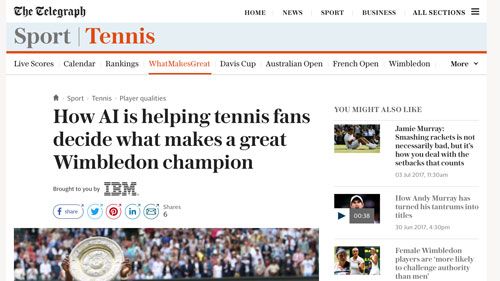 The Telegraph
HOME NEWS SPORT BUSINESS ALL SECTIONS
Sport Tennis
Live Scores Calendar Rankings WhatMakesGreat Davis Cup Australian Open French Open Wimbledon More
Sport Tennis Player qualities
How AI is helping tennis fans
decide what makes a great
Wimbledon champion
Brought to you by IBM
share
Shares
6
YOU MIGHT ALSO LIKE
Jamie Murray:
Smashing rackets is not
necessarily bad, but it's
how you deal with the
setbacks that counts
03 Jul 2017, 11:30am
00:38
How Andy Murray has
turned his tantrums into
titles
30 Jun 2017, 4:30pm
Female Wimbledon
players are 'more likely
to challenge authority
than men'